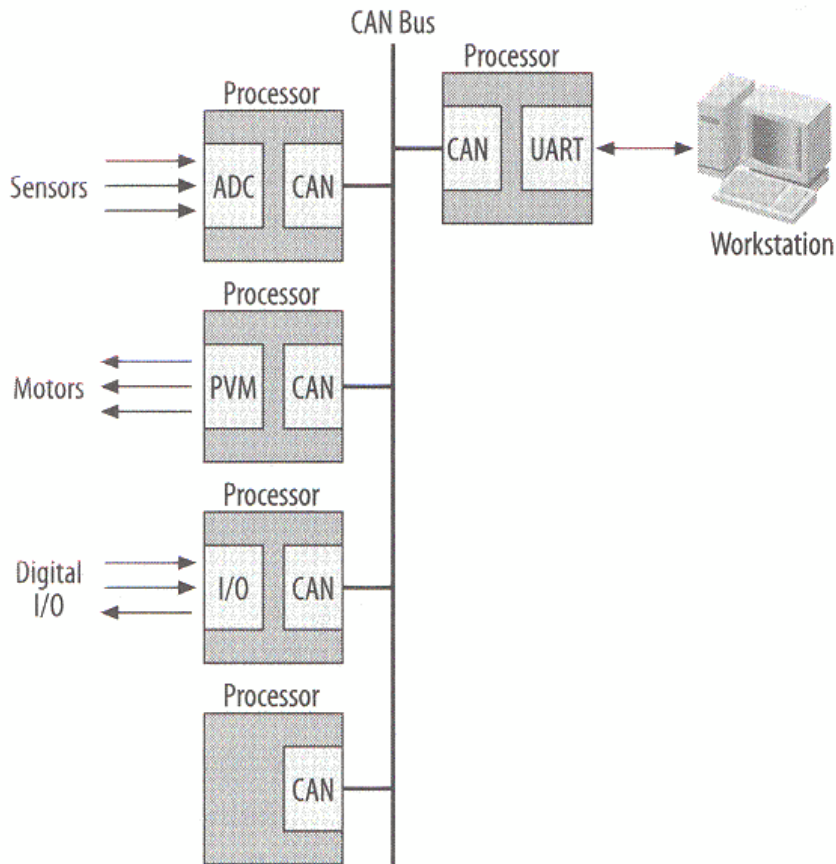 CAN Bus
Processor
Processor
CAN
UART
Sensors
ADC
CAN
Workstation
Processor
Motors
PVM
CAN
Processor
Digital
I/O
I/O
CAN
Processor
CAN